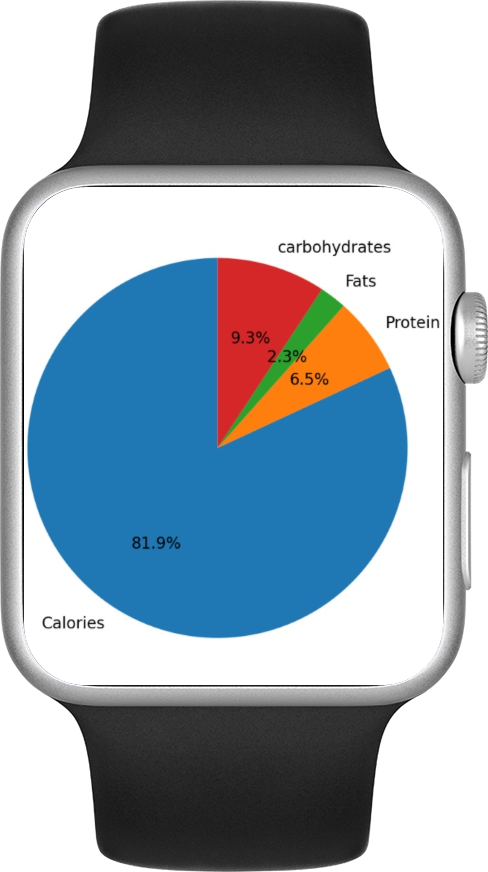 carbohydrates
Fats
Protein
9.3%
2.3%
6.5%
81.9%
Calories